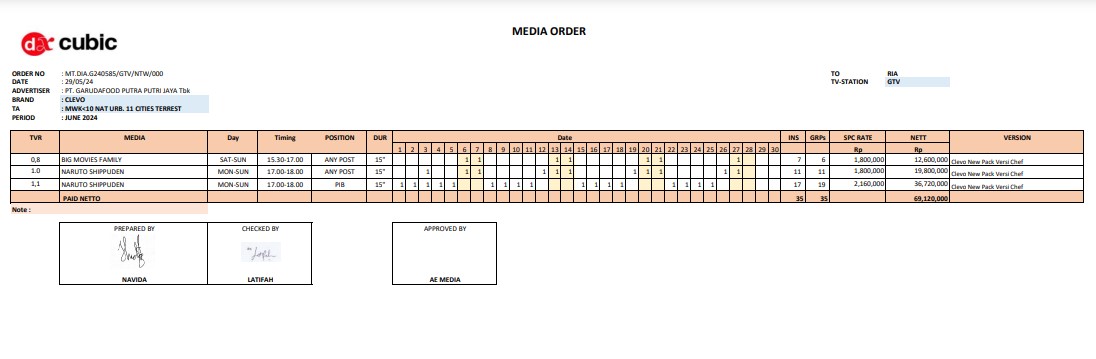 MEDIA ORDER
dar cubic
ORDER NO : MT.DIA.G240585/GTV/NTW/000 TO RIA
DATE : 29/05/24 TV-STATION GTV
ADVERTISER : PT. GARUDAFOOD PUTRA PUTRI JAYA Tbk
BRAND : CLEVO
TA : MWK<10 NAT URB. 11 CITIES TERREST
PERIOD : JUNE 2024
TVR MEDIA Day Timing POSITION DUR Date INS GRPs SPC RATE NETT VERSION
1 2 3 4 5 6 7 8 9 10 11 12 13 14 15 16 17 18 19 20 21 22 23 24 25 26 27 28 29 30 Rp Rp
0,8 BIG MOVIES FAMILY SAT-SUN 15.30-17.00 ANY POST 15" 1 1 1 1 1 1 1 7 6 1,800,000 12,600,000 Clevo New Pack Versi Chef
1.0 NARUTO SHIPPUDEN MON-SUN 17.00-18.00 ANY POST 15" 1 1 1 1 1 1 1 1 1 1 1 11 11 1,800,000 19,800,000 Clevo New Pack Versi Chef
1,1 NARUTO SHIPPUDEN MON-SUN 17.00-18.00 PIB 15" 1 1 1 1 1 1 1 1 1 1 1 1 1 1 1 1 1 17 19 2,160,000 36,720,000 Clevo New Pack Versi Chef
PAID NETTO 35 35 69,120,000
Note :
PREPARED BY CHECKED BY APPROVED BY
NAVIDA LATIFAH AE MEDIA